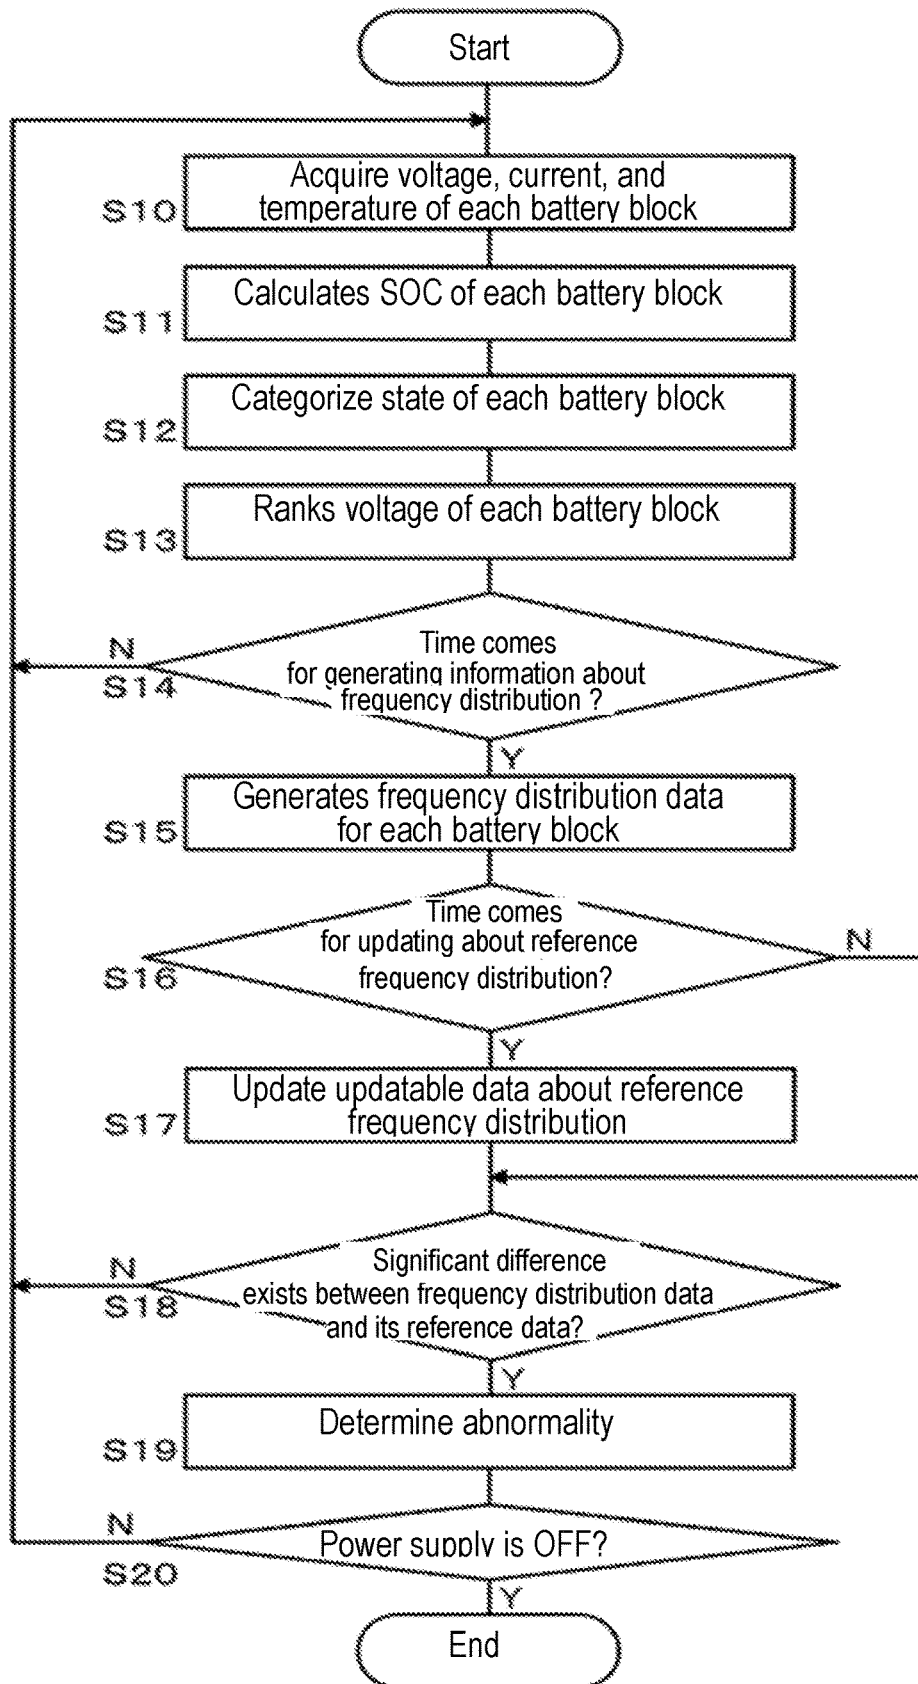 Start
Acquire voltage, current, and
temperature of each battery block
S10
Calculates SOC of each battery block
S11
Categorize state of each battery block
S12
Ranks voltage of each battery block
S13
Time comes
for generating information about
frequency distribution ?
N
S14
Y
Generates frequency distribution data
for each battery block
S15
Time comes
for updating about reference
frequency distribution?
N
S16
Y
Update updatable data about reference
frequency distribution
S17
Significant difference
exists between frequency distribution data
and its reference data?
N
S18
Y
Determine abnormality
S19
N
Power supply is OFF?
S20
Y
End